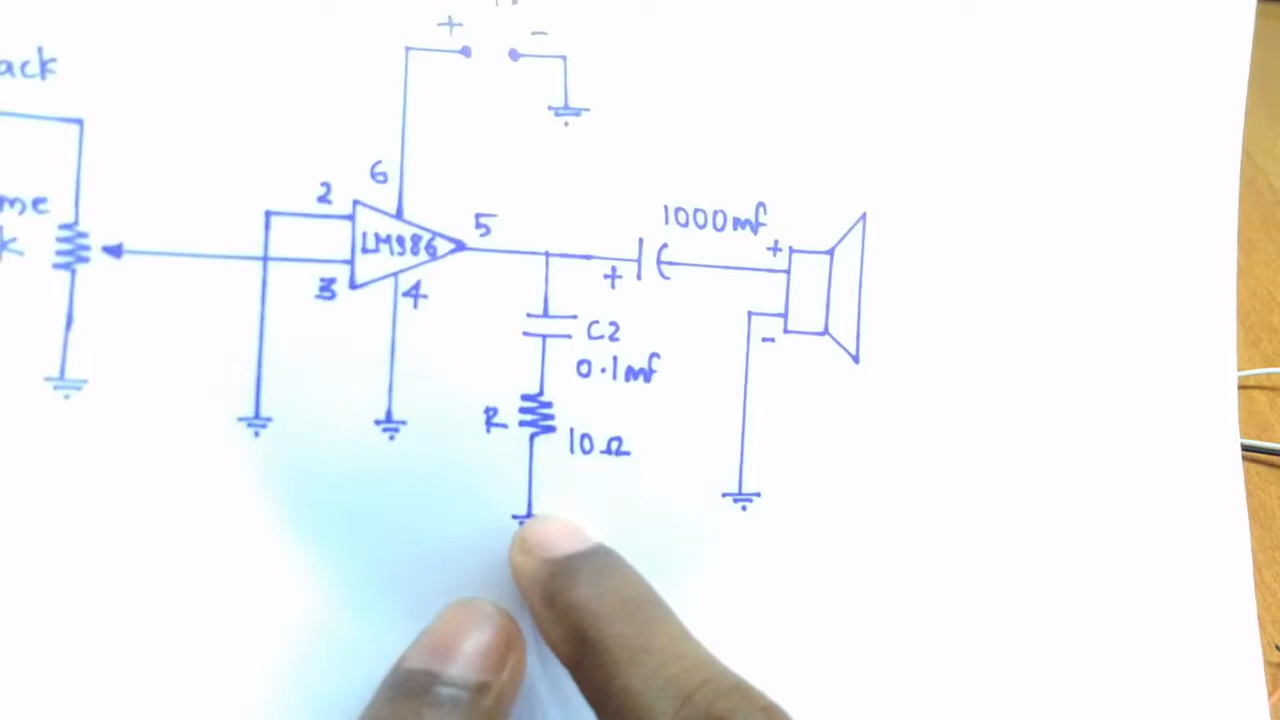 + -
ack
6
2
me
5
1000mf
k
LM386
+
+
3
4
C2
-
0.1mf
R
10Ω